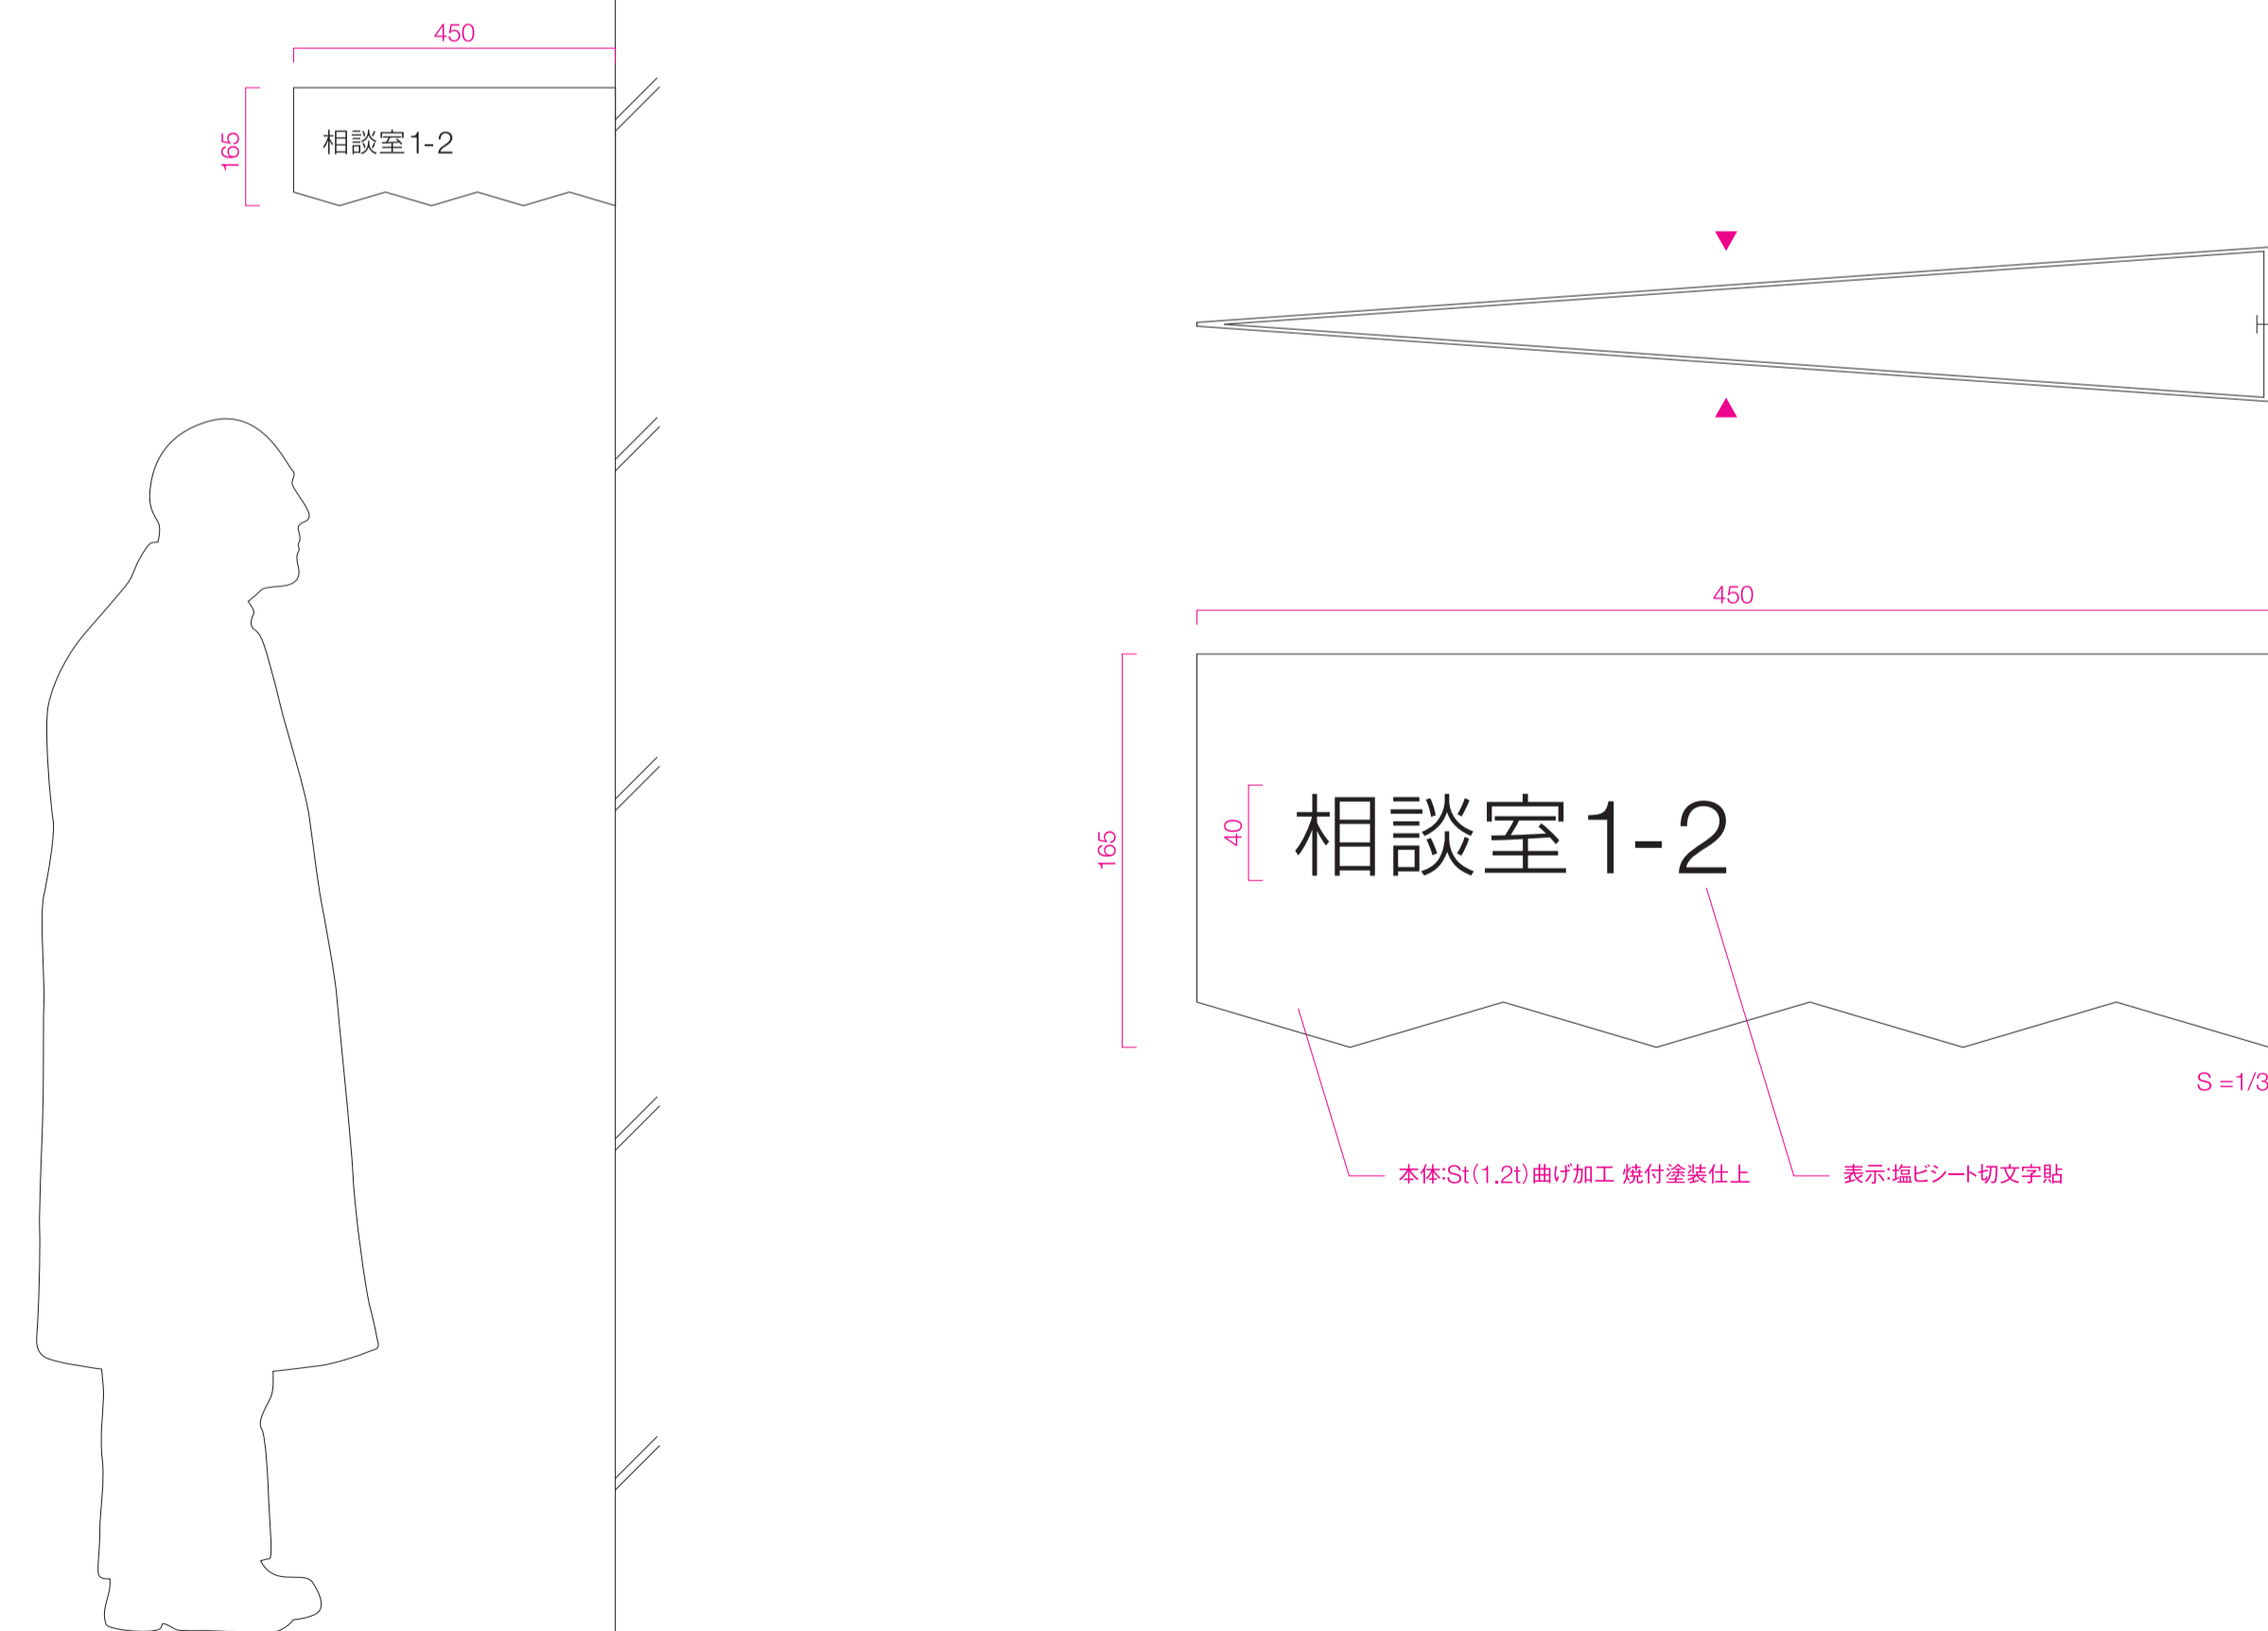 450
165
相談室1-2
450
165
40
相談室1-2
S =1/3
本体:St(1.2t)曲げ加工 焼付塗装仕上
表示:塩ビシート切文字貼